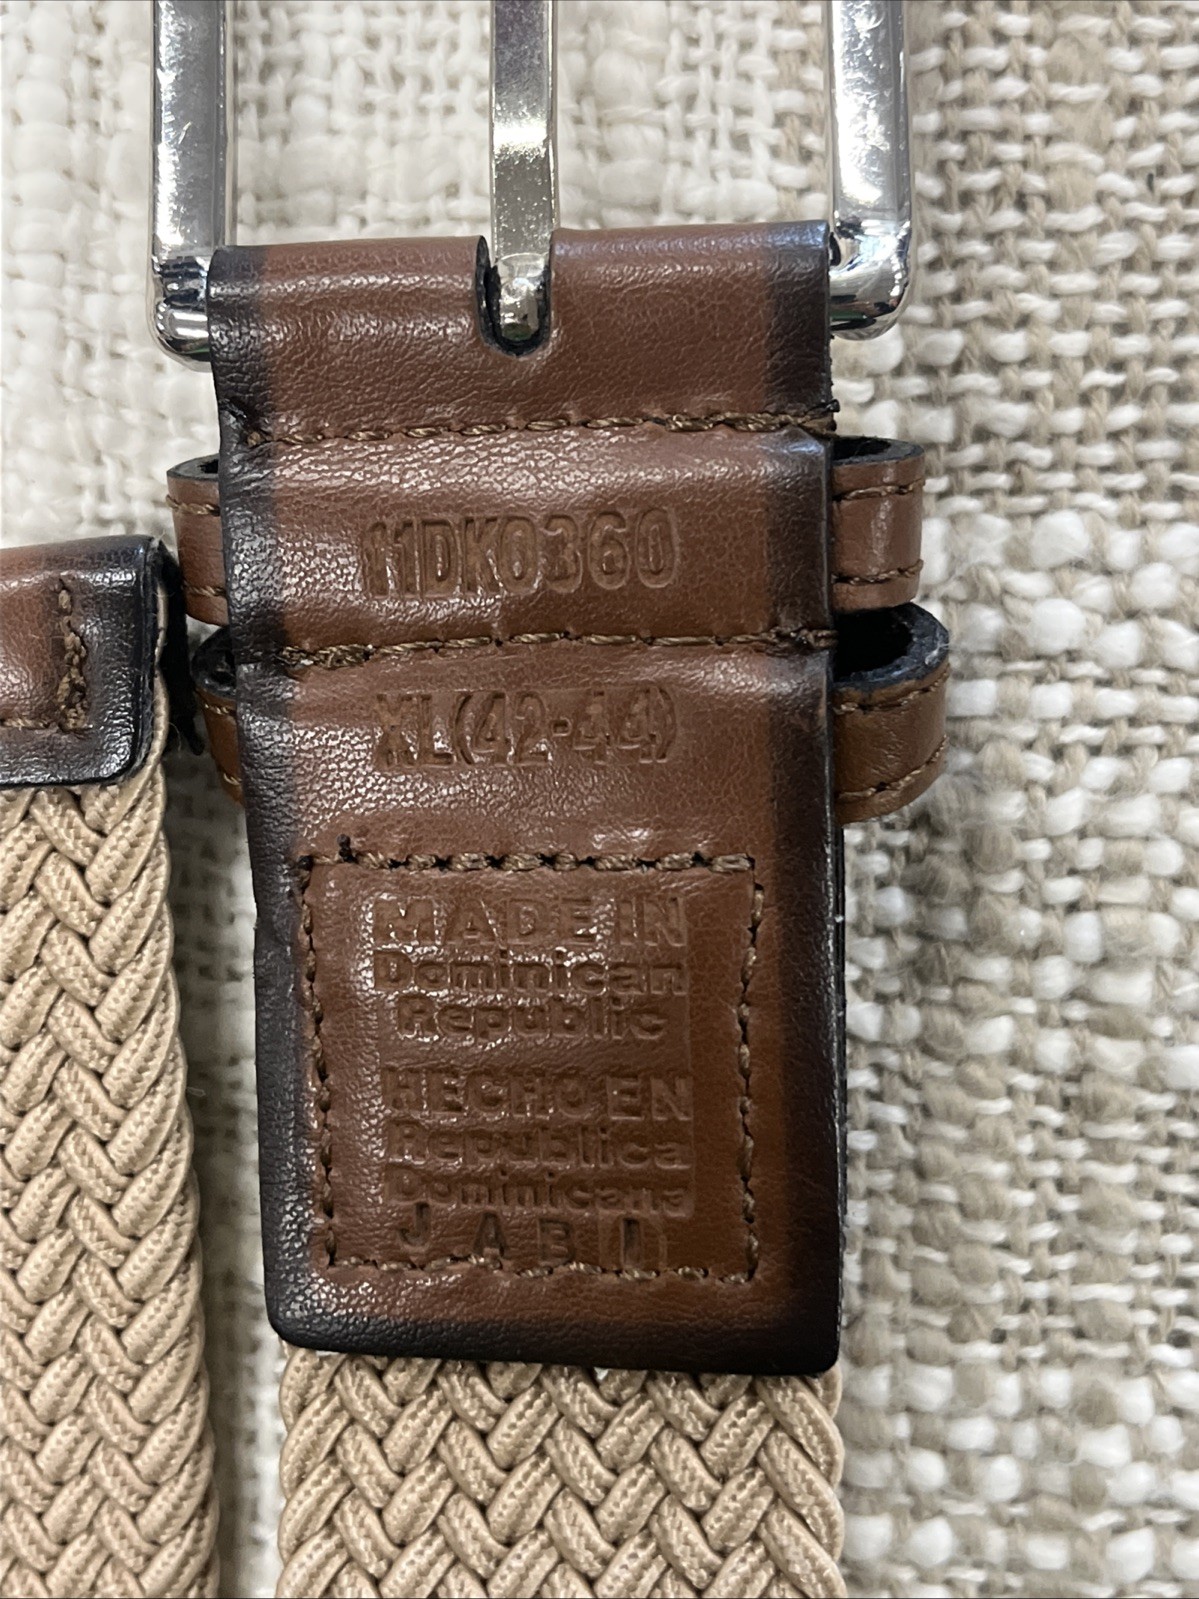 11DK0360
XL(42-44)
MADE IN
Dominican
Republic
HECHO EN
Republica
Dominicana
J A B I